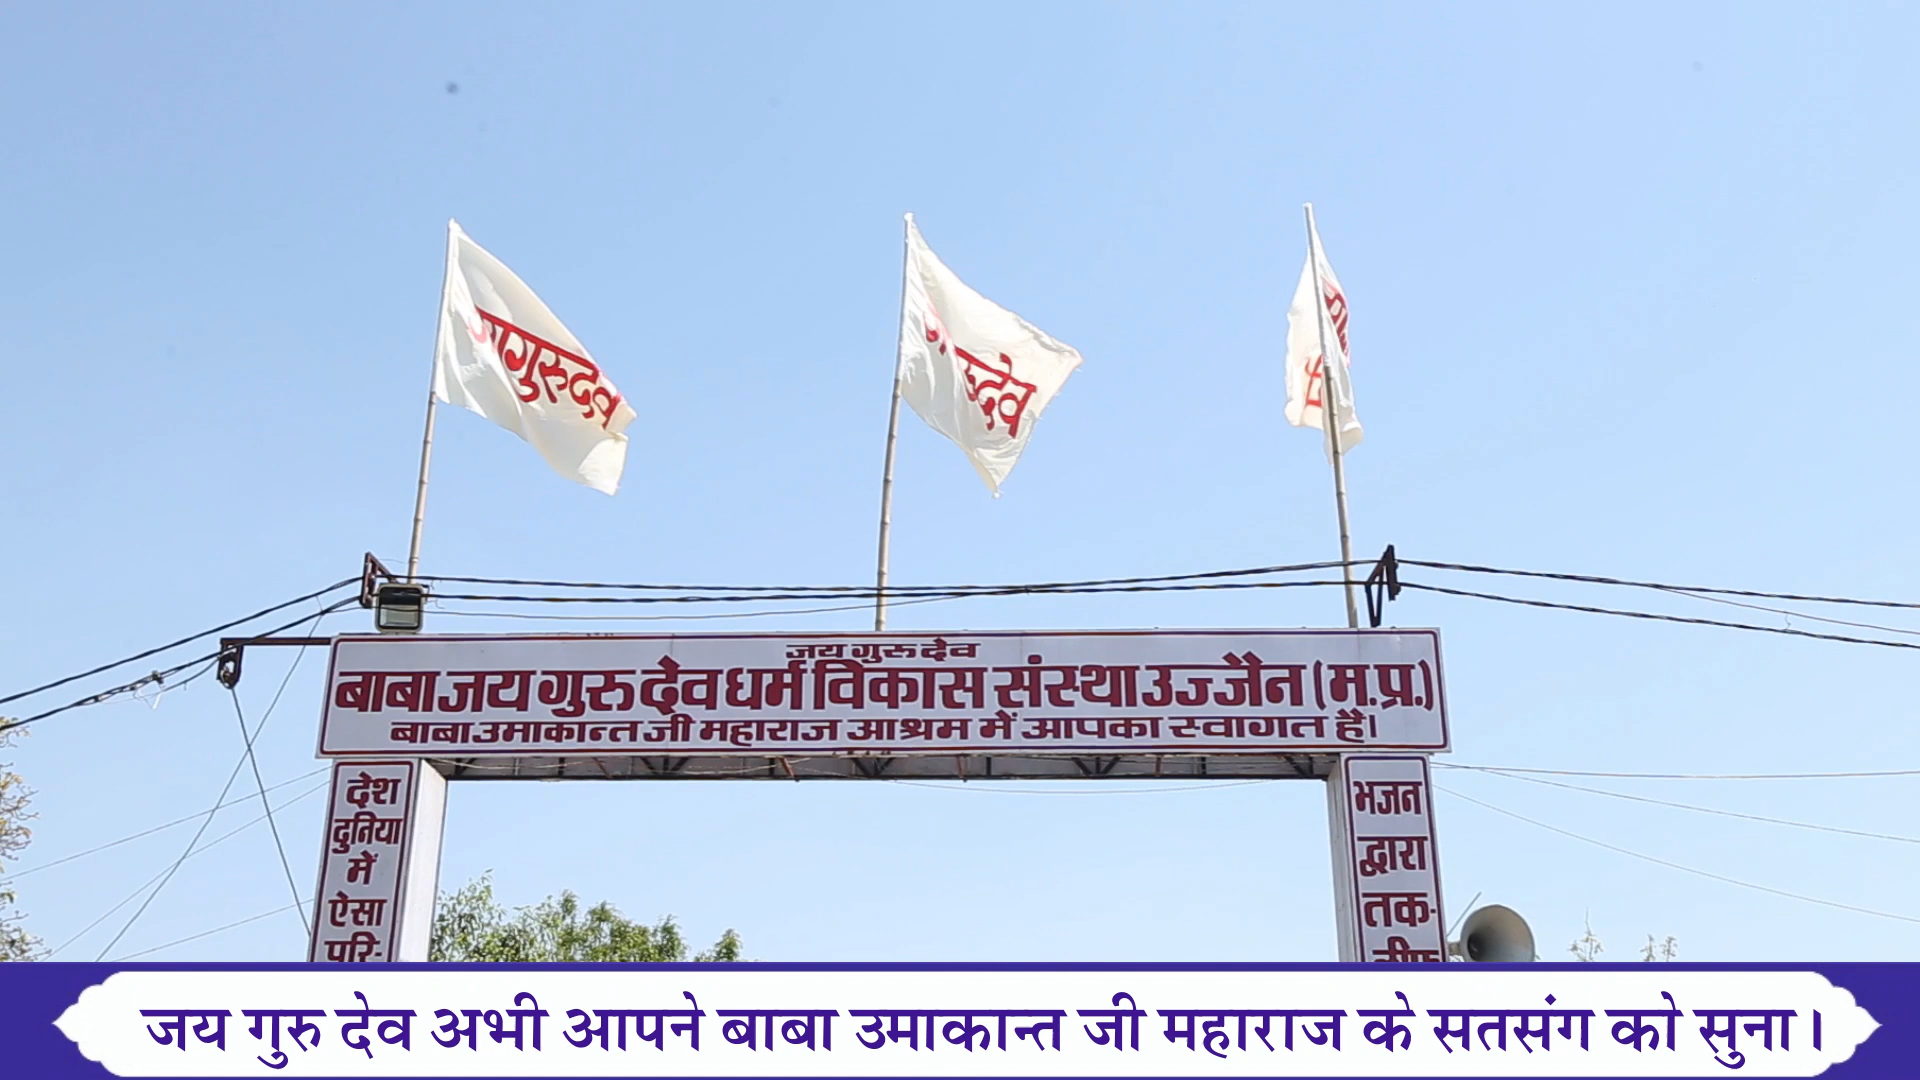 गुरुदेव
देव
जय गुरु देव
बाबा जय गुरु देव धर्म विकास संस्था उज्जैन (म.प्र.)
बाबा उमाकान्त जी महाराज आश्रम में आपका स्वागत है।
देश
दुनिया
में
ऐसा
परि-
भजन
द्वारा
तक-
जय गुरु देव अभी आपने बाबा उमाकान्त जी महाराज के सतसंग को सुना।